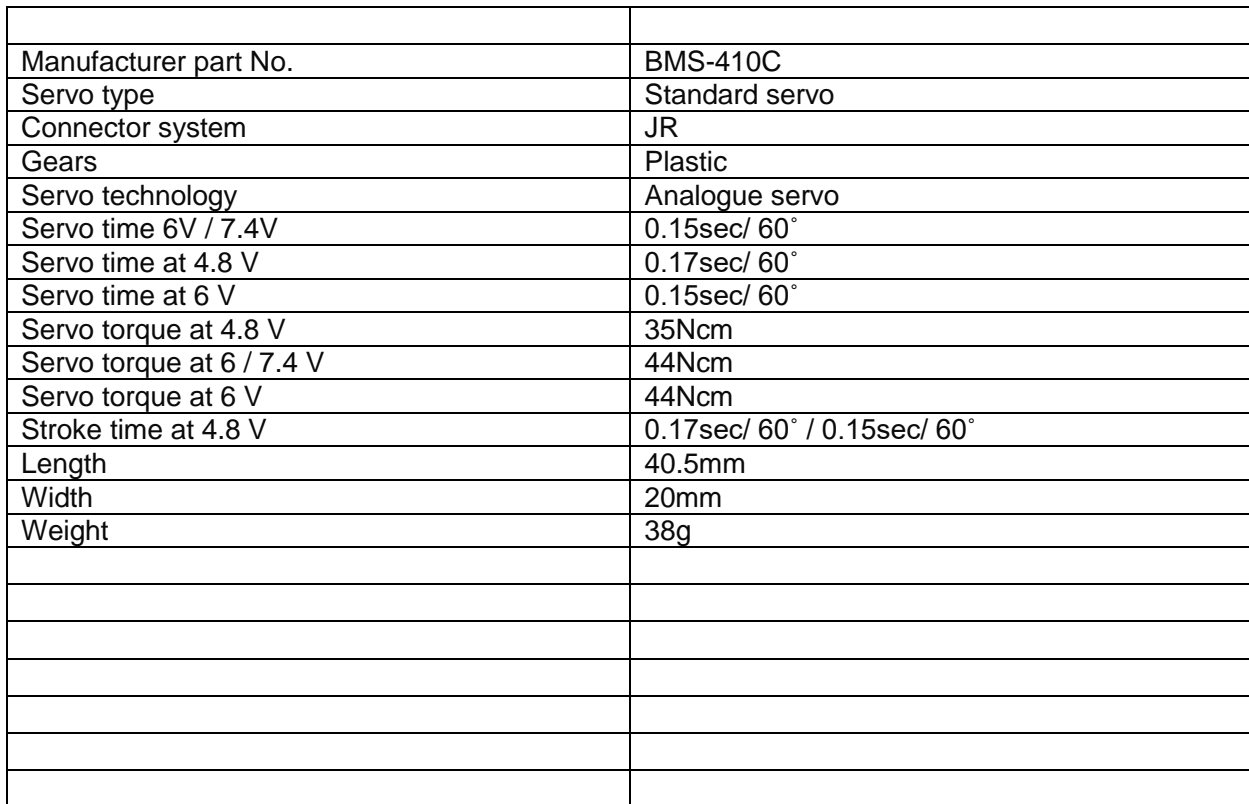 Manufacturer part No. BMS-410C
Servo type Standard servo
Connector system JR
Gears Plastic
Servo technology Analogue servo
Servo time 6V / 7.4V 0.15sec/ 60˚
Servo time at 4.8 V 0.17sec/ 60˚
Servo time at 6 V 0.15sec/ 60˚
Servo torque at 4.8 V 35Ncm
Servo torque at 6 / 7.4 V 44Ncm
Servo torque at 6 V 44Ncm
Stroke time at 4.8 V 0.17sec/ 60˚ / 0.15sec/ 60˚
Length 40.5mm
Width 20mm
Weight 38g